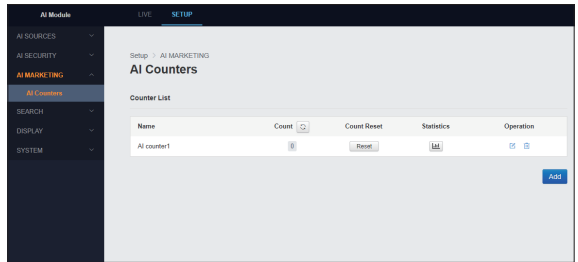 AI Module LIVE SETUP
AI SOURCES
AI SECURITY
AI MARKETING
AI Counters
SEARCH
DISPLAY
SYSTEM
Setup > AI MARKETING
AI Counters
Counter List
Name Count Count Reset Statistics Operation
AI counter1 0 Reset
Add